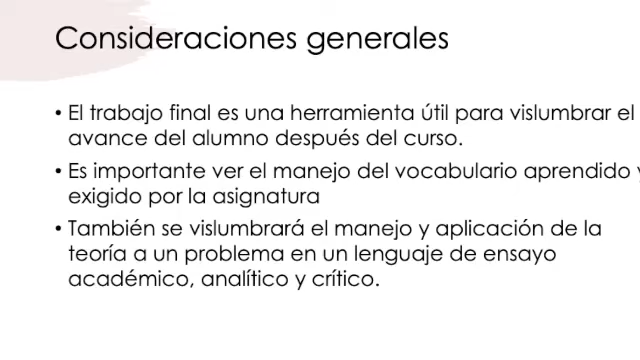 Consideraciones generales
• El trabajo final es una herramienta útil para vislumbrar el
avance del alumno después del curso.
• Es importante ver el manejo del vocabulario aprendido y
exigido por la asignatura
• También se vislumbrará el manejo y aplicación de la
teoría a un problema en un lenguaje de ensayo
académico, analítico y crítico.